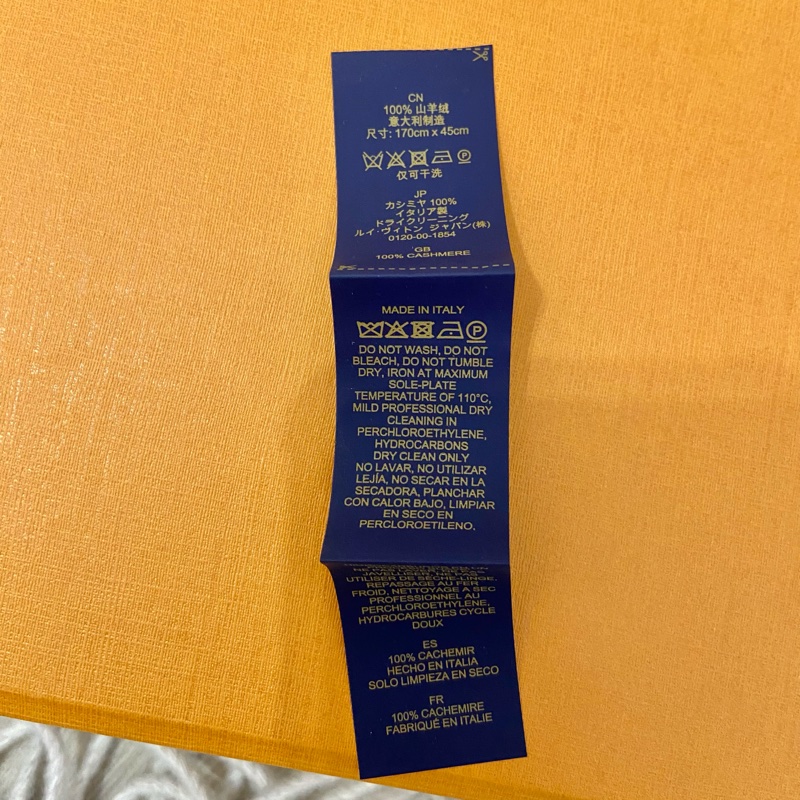 CN
100% 山羊绒
意大利制造
尺寸: 170cm x 45cm
仅可干洗
JP
カシミヤ 100%
イタリア製
ドライクリーニング
ルイ・ヴィトン ジャパン(株)
0120-00-1854
GB
100% CASHMERE
MADE IN ITALY
DO NOT WASH, DO NOT
BLEACH, DO NOT TUMBLE
DRY, IRON AT MAXIMUM
SOLE-PLATE
TEMPERATURE OF 110°C,
MILD PROFESSIONAL DRY
CLEANING IN
PERCHLOROETHYLENE,
HYDROCARBONS
DRY CLEAN ONLY
NO LAVAR, NO UTILIZAR
LEJÍA, NO SECAR EN LA
SECADORA, PLANCHAR
CON CALOR BAJO, LIMPIAR
EN SECO EN
PERCLOROETILENO.
NE PAS
JAVELLISER, NE PAS
UTILISER DE SÈCHE-LINGE,
REPASSAGE AU FER
FROID, NETTOYAGE A SEC
PROFESSIONNEL AU
PERCHLOROETHYLENE,
HYDROCARBURES CYCLE
DOUX
ES
100% CACHEMIR
HECHO EN ITALIA
SOLO LIMPIEZA EN SECO
FR
100% CACHEMIRE
FABRIQUÉ EN ITALIE